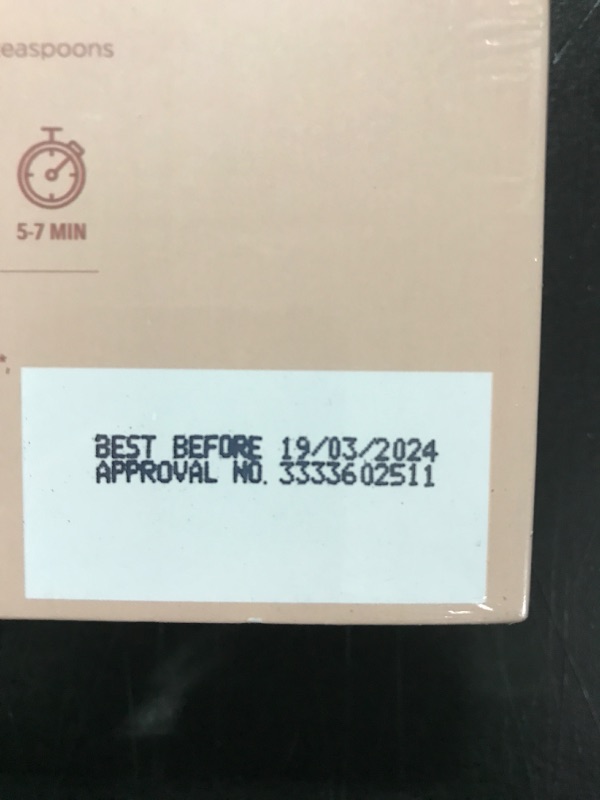 easpoons
5-7 MIN
*,
BEST BEFORE 19/03/2024
APPROVAL NO. 3333602511